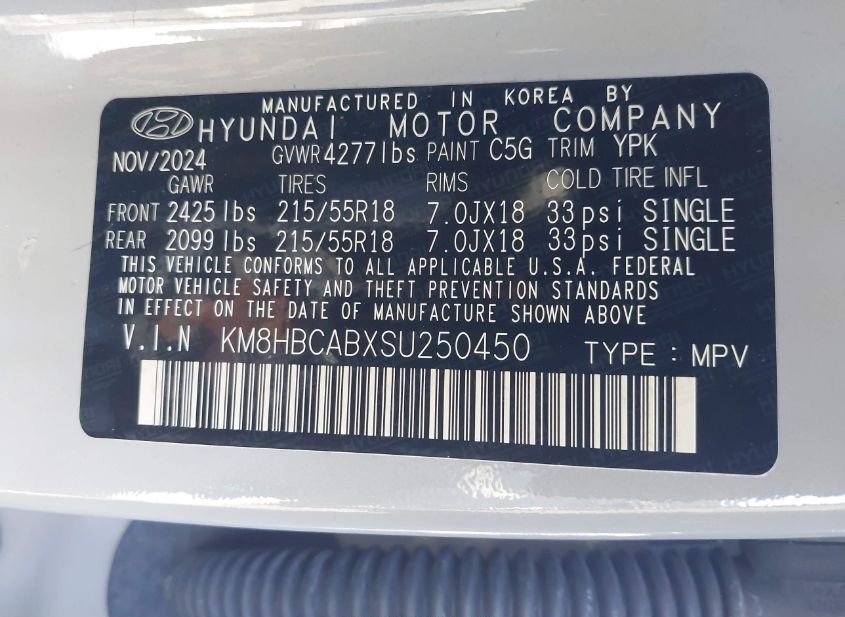 MANUFACTURED IN KOREA BY
HYUNDAI MOTOR COMPANY
NOV/2024 GVWR 4277lbs PAINT C5G TRIM YPK
GAWR TIRES RIMS COLD TIRE INFL
FRONT 2425lbs 215/55R18 7.0JX18 33psi SINGLE
REAR 2099lbs 215/55R18 7.0JX18 33psi SINGLE
THIS VEHICLE CONFORMS TO ALL APPLICABLE U.S.A. FEDERAL
MOTOR VEHICLE SAFETY AND THEFT PREVENTION STANDARDS
IN EFFECT ON THE DATE OF MANUFACTURE SHOWN ABOVE
V.I.N KM8HBCABXSU250450 TYPE : MPV